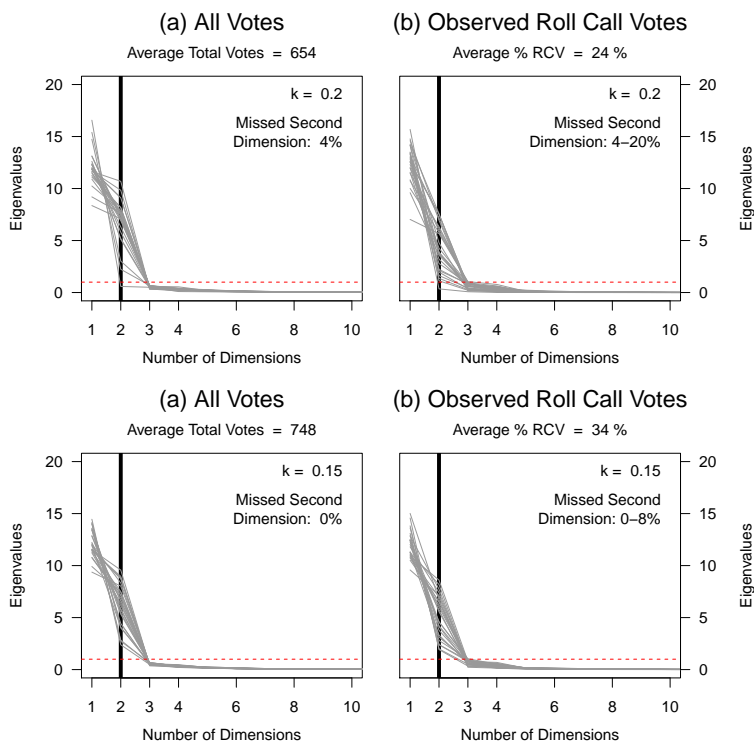 (a) All Votes
Average Total Votes = 654
k = 0.2
Missed Second
Dimension: 4%
Eigenvalues
20
15
10
5
0
1 2 3 4 6 8 10
Number of Dimensions
(b) Observed Roll Call Votes
Average % RCV = 24 %
k = 0.2
Missed Second
Dimension: 4–20%
Eigenvalues
20
15
10
5
0
1 2 3 4 6 8 10
Number of Dimensions
(a) All Votes
Average Total Votes = 748
k = 0.15
Missed Second
Dimension: 0%
Eigenvalues
20
15
10
5
0
1 2 3 4 6 8 10
Number of Dimensions
(b) Observed Roll Call Votes
Average % RCV = 34 %
k = 0.15
Missed Second
Dimension: 0–8%
Eigenvalues
20
15
10
5
0
1 2 3 4 6 8 10
Number of Dimensions